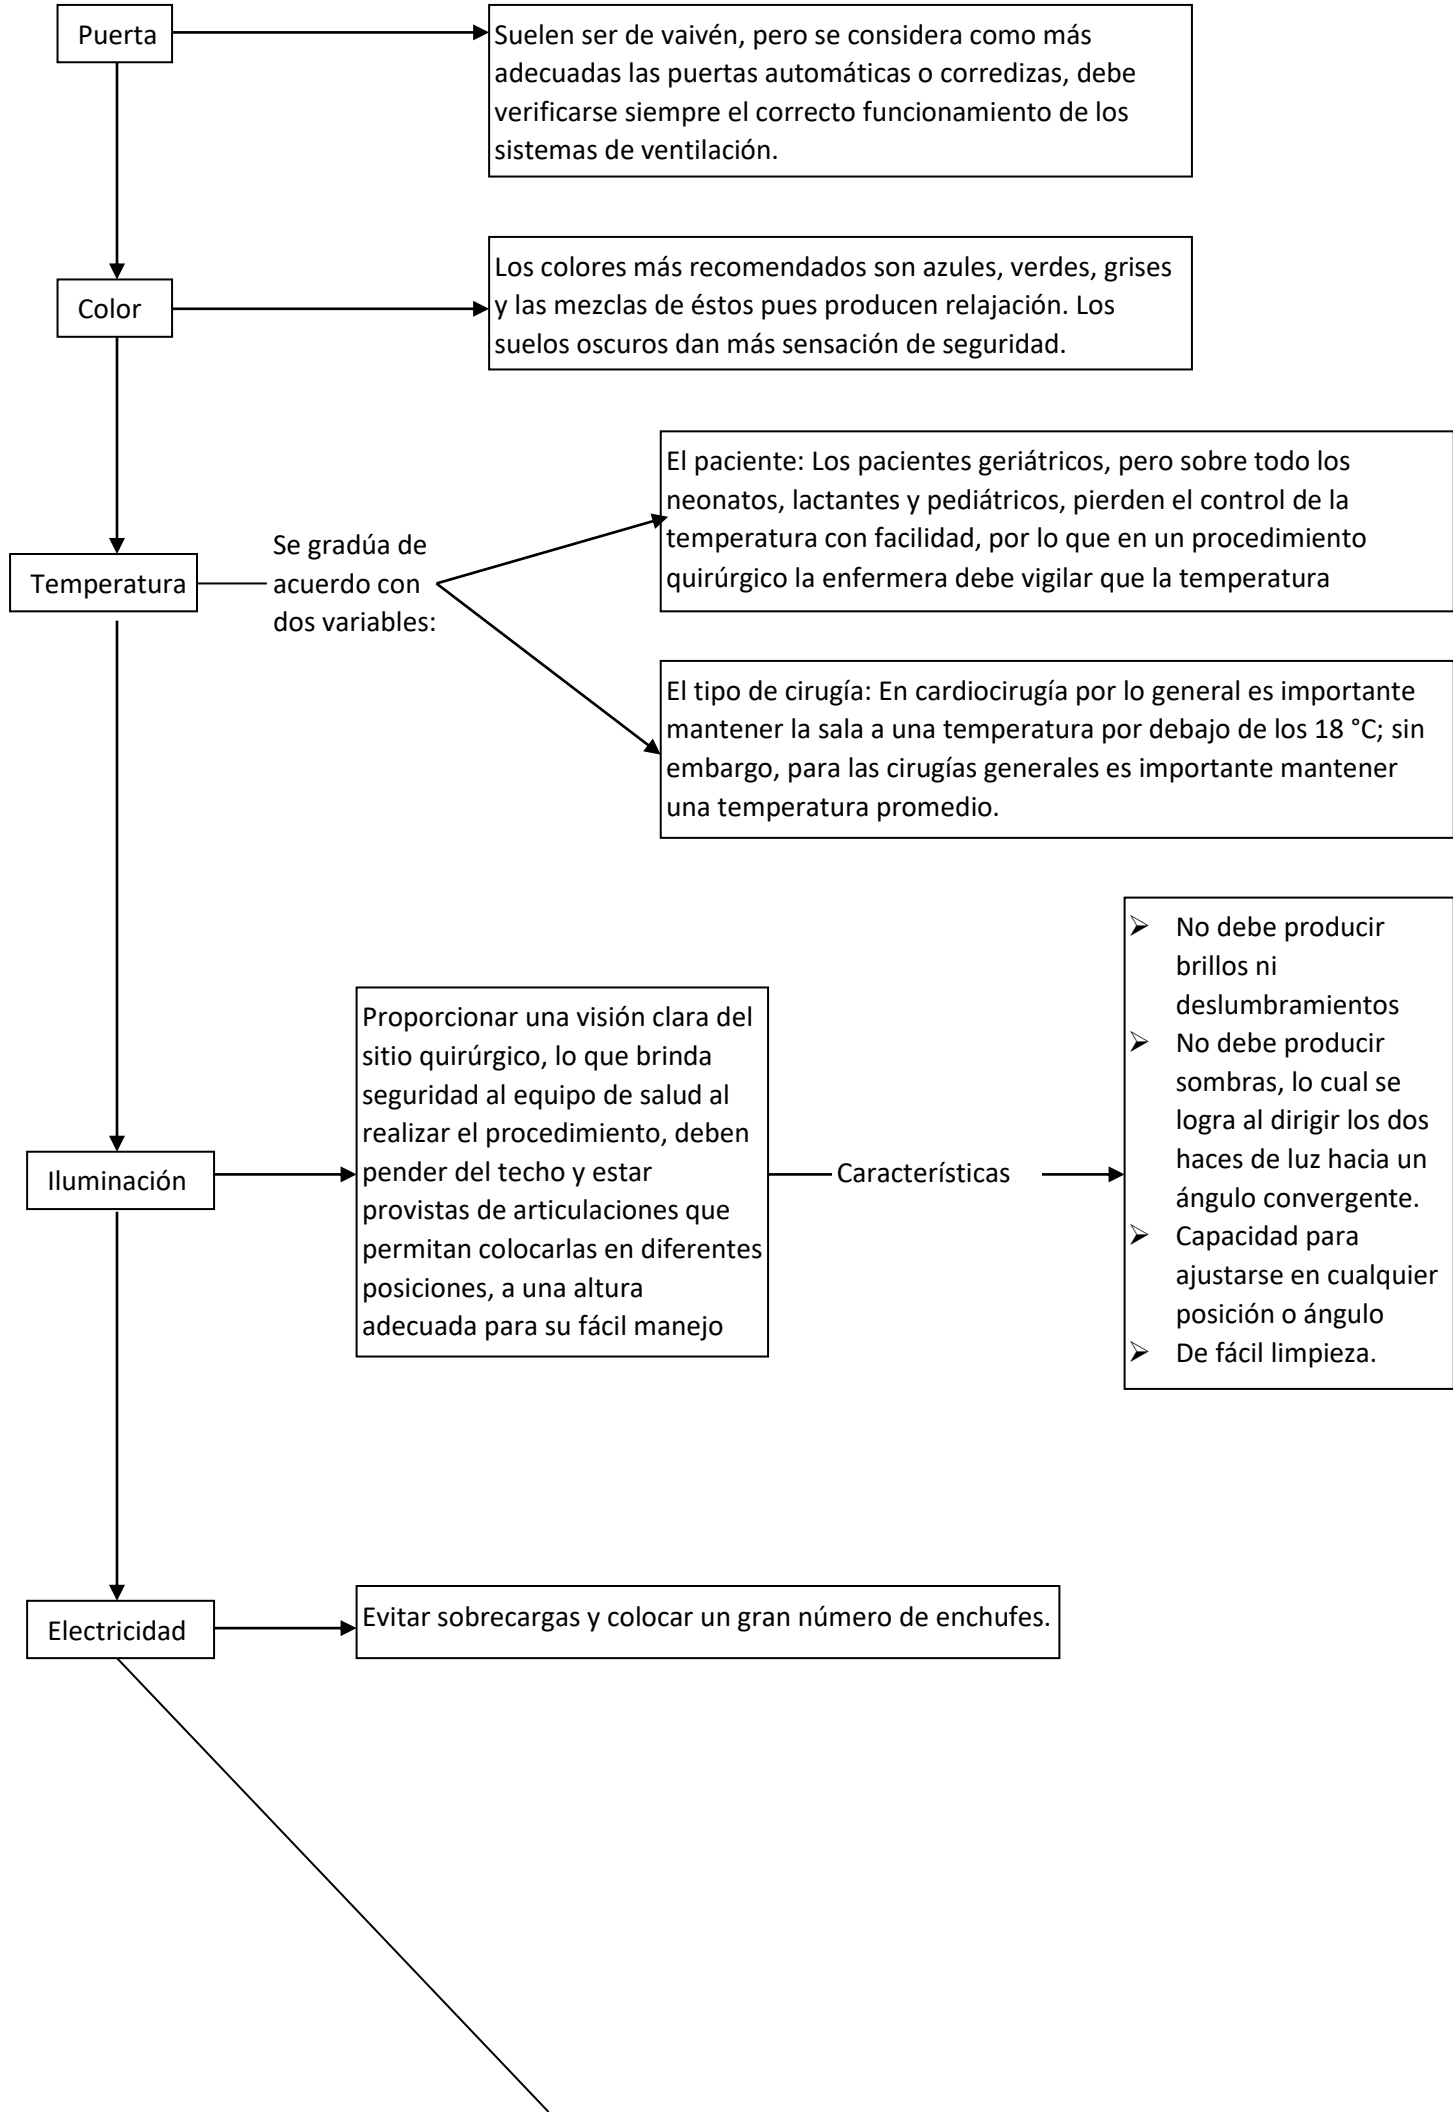 Puerta
Suelen ser de vaivén, pero se considera como más
adecuadas las puertas automáticas o corredizas, debe
verificarse siempre el correcto funcionamiento de los
sistemas de ventilación.
Color
Los colores más recomendados son azules, verdes, grises
y las mezclas de éstos pues producen relajación. Los
suelos oscuros dan más sensación de seguridad.
Temperatura
Se gradúa de
acuerdo con
dos variables:
El paciente: Los pacientes geriátricos, pero sobre todo los
neonatos, lactantes y pediátricos, pierden el control de la
temperatura con facilidad, por lo que en un procedimiento
quirúrgico la enfermera debe vigilar que la temperatura
El tipo de cirugía: En cardiocirugía por lo general es importante
mantener la sala a una temperatura por debajo de los 18 °C; sin
embargo, para las cirugías generales es importante mantener
una temperatura promedio.
Iluminación
Proporcionar una visión clara del
sitio quirúrgico, lo que brinda
seguridad al equipo de salud al
realizar el procedimiento, deben
pender del techo y estar
provistas de articulaciones que
permitan colocarlas en diferentes
posiciones, a una altura
adecuada para su fácil manejo
Características
➢ No debe producir
brillos ni
deslumbramientos
➢ No debe producir
sombras, lo cual se
logra al dirigir los dos
haces de luz hacia un
ángulo convergente.
➢ Capacidad para
ajustarse en cualquier
posición o ángulo
➢ De fácil limpieza.
Electricidad
Evitar sobrecargas y colocar un gran número de enchufes.